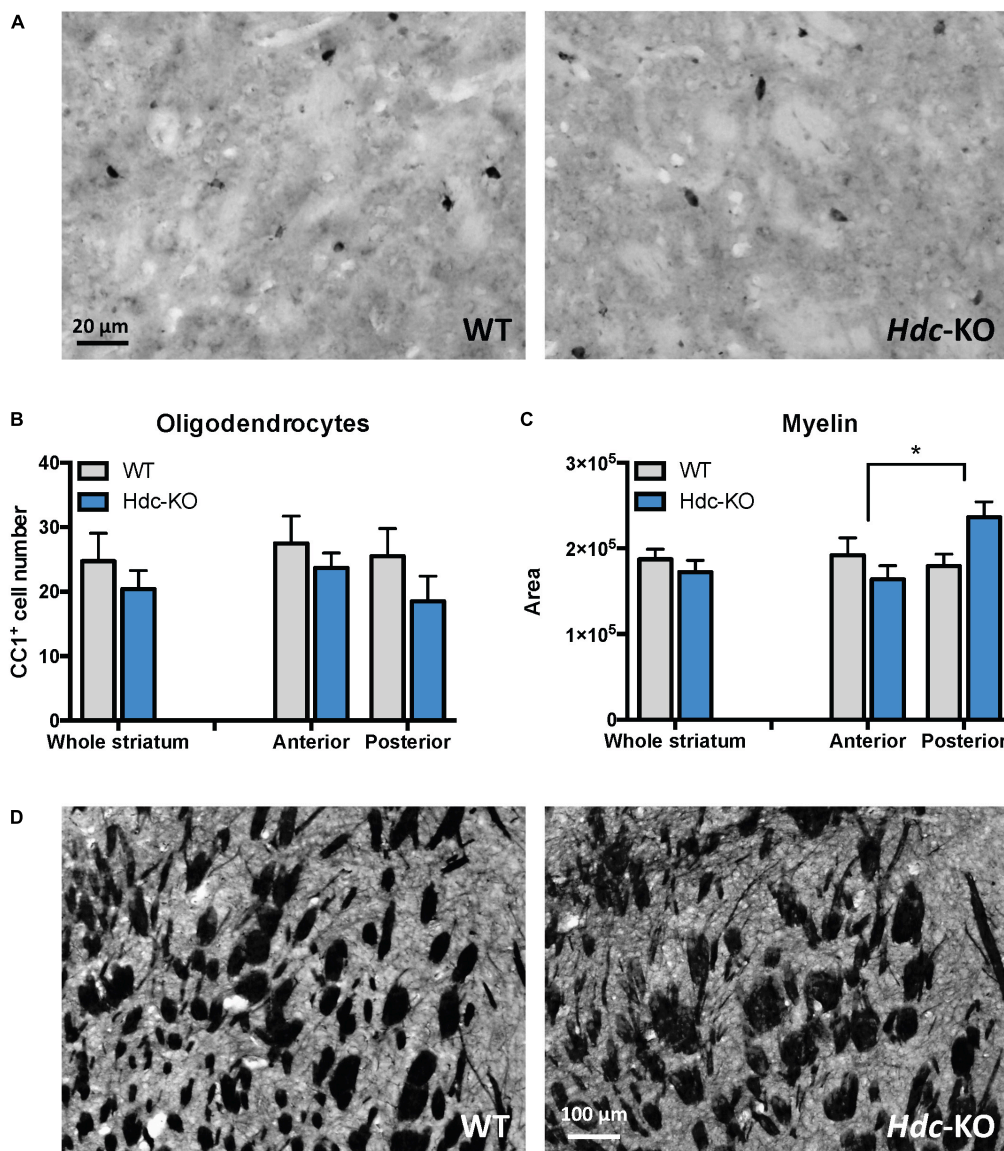 A
20 µm
WT
Hdc-KO
B
Oligodendrocytes
CC1⁺ cell number
40
30
20
10
0
WT
Hdc-KO
Whole striatum
Anterior
Posterior
C
Myelin
Area
3×10⁵
2×10⁵
1×10⁵
0
WT
Hdc-KO
*
Whole striatum
Anterior
Posterior
D
WT
100 µm
Hdc-KO